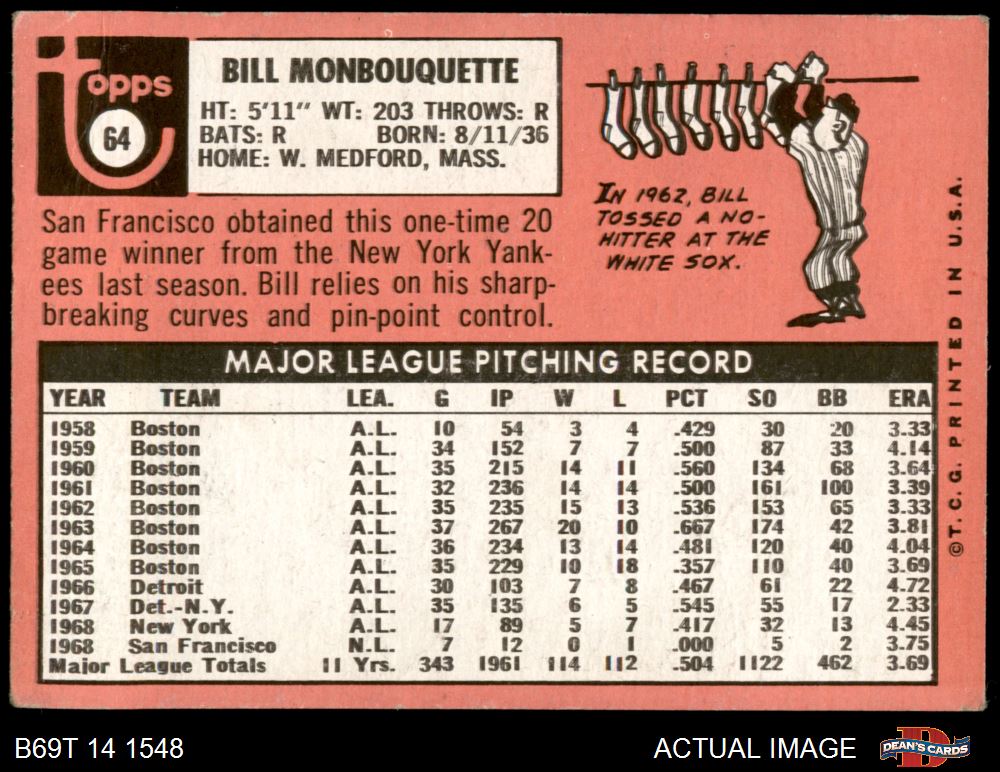 Topps
64
BILL MONBOUQUETTE
HT: 5'11" WT: 203 THROWS: R
BATS: R BORN: 8/11/36
HOME: W. MEDFORD, MASS.
San Francisco obtained this one-time 20
game winner from the New York Yank-
ees last season. Bill relies on his sharp-
breaking curves and pin-point control.
IN 1962, BILL
TOSSED A NO-
HITTER AT THE
WHITE SOX.
MAJOR LEAGUE PITCHING RECORD
YEAR TEAM LEA. G IP W L PCT SO BB ERA
1958 Boston A.L. 10 54 3 4 .429 30 20 3.33
1959 Boston A.L. 34 152 7 7 .500 87 33 4.14
1960 Boston A.L. 35 215 14 11 .560 134 68 3.64
1961 Boston A.L. 32 236 14 14 .500 161 100 3.39
1962 Boston A.L. 35 235 15 13 .536 153 65 3.33
1963 Boston A.L. 37 267 20 10 .667 174 42 3.81
1964 Boston A.L. 36 234 13 14 .481 120 40 4.04
1965 Boston A.L. 35 229 10 18 .357 110 40 3.69
1966 Detroit A.L. 30 103 7 8 .467 61 22 4.72
1967 Det.-N.Y. A.L. 35 135 6 5 .545 55 17 2.33
1968 New York A.L. 17 89 5 7 .417 32 13 4.45
1968 San Francisco N.L. 7 12 0 1 .000 5 2 3.75
Major League Totals 11 Yrs. 343 1961 114 112 .504 1122 462 3.69
©T.C.G. PRINTED IN U.S.A.
B69T 14 1548
ACTUAL IMAGE
D
DEAN'S CARDS